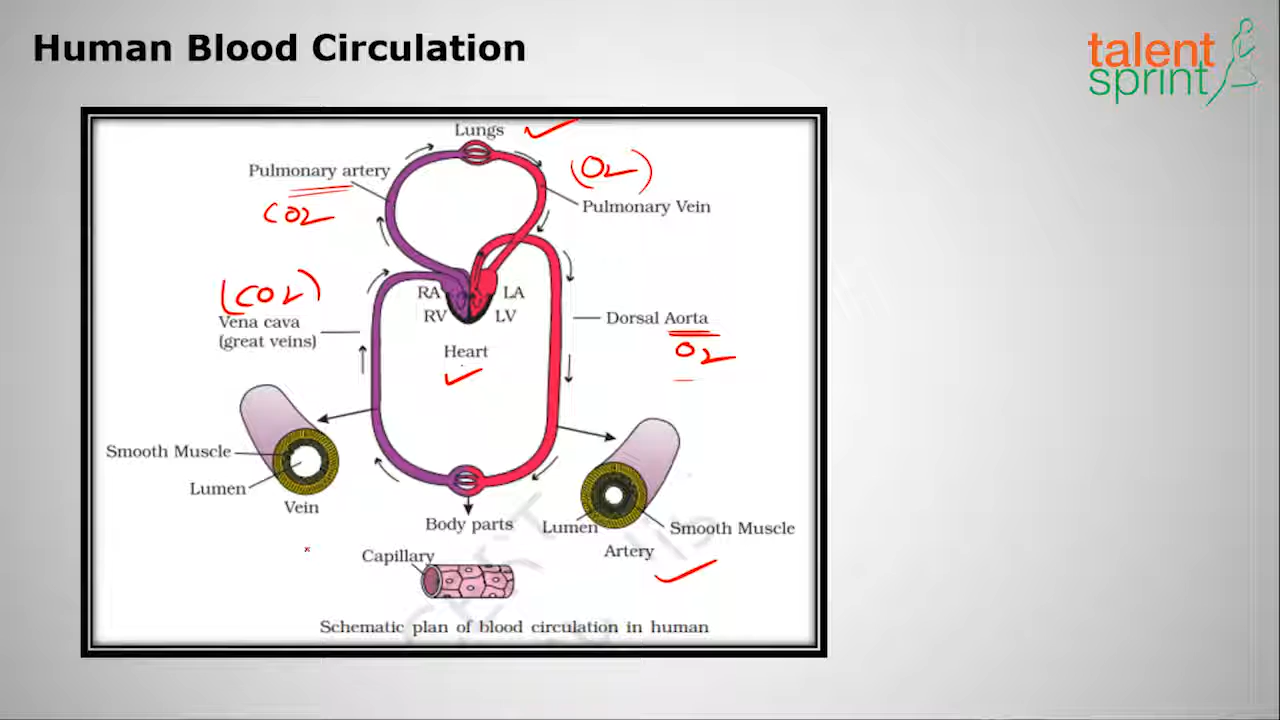 Human Blood Circulation
talent
sprint
Lungs
Pulmonary artery
(O2)
CO2
Pulmonary Vein
(CO2)
RA
LA
Vena cava
(great veins)
RV
LV
Dorsal Aorta
O2
Heart
Smooth Muscle
Lumen
Vein
Body parts
Lumen
Smooth Muscle
Artery
Capillary
Schematic plan of blood circulation in human